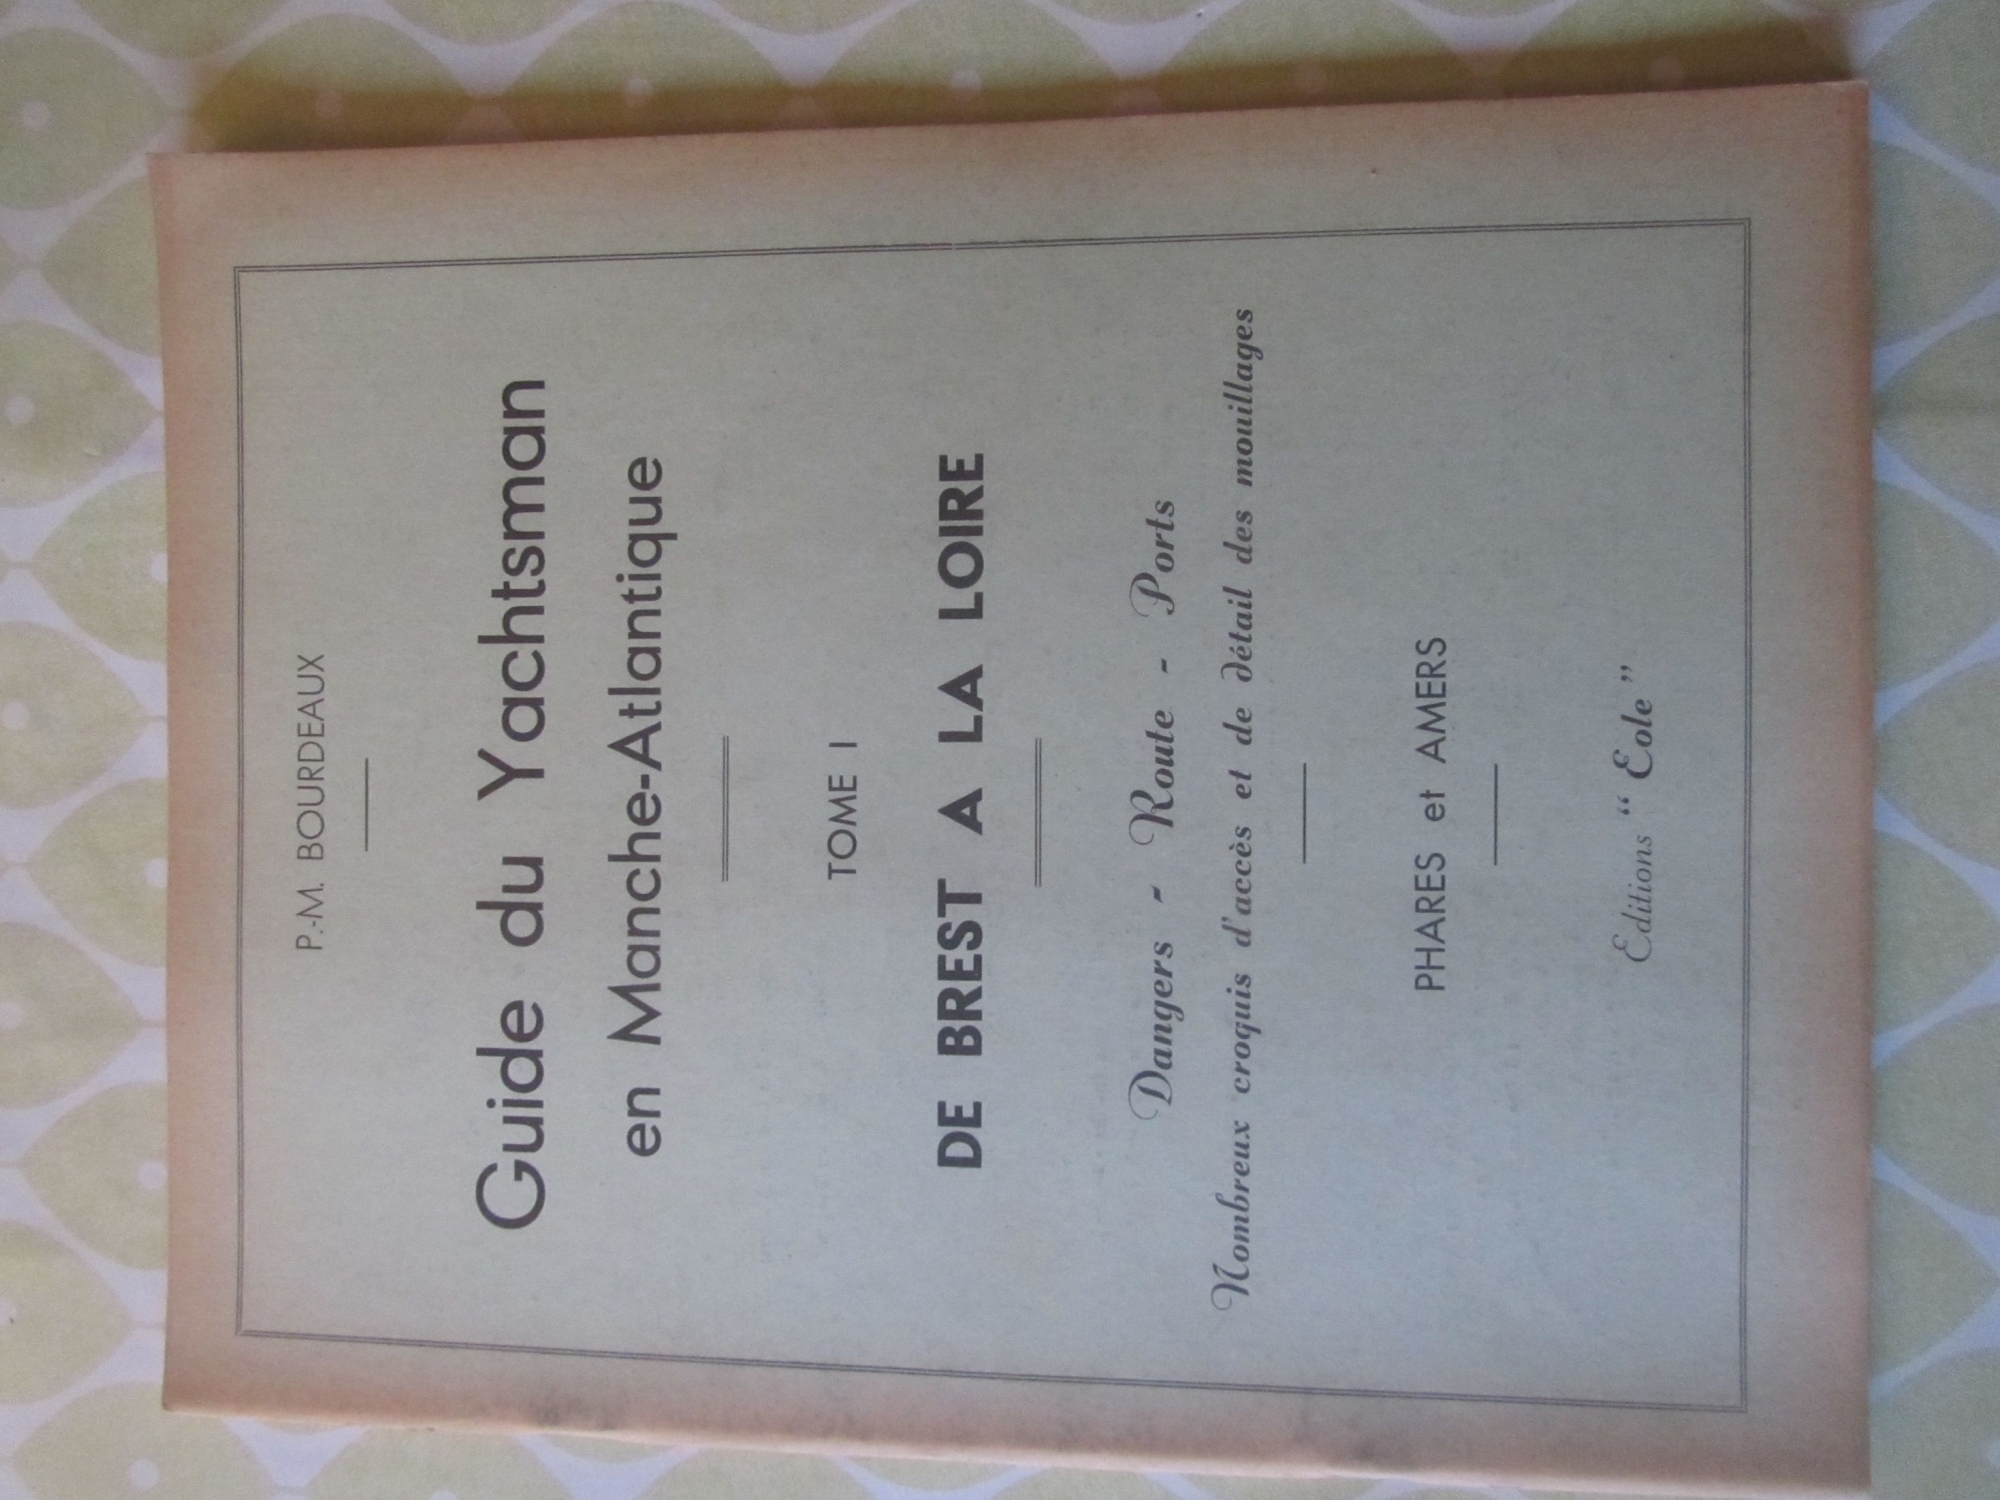 P.-M. BOURDEAUX
Guide du Yachtsman
en Manche-Atlantique
TOME I
DE BREST A LA LOIRE
Dangers - Route - Ports
Nombreux croquis d'accès et de détail des mouillages
PHARES et AMERS
Editions “ Eole ”